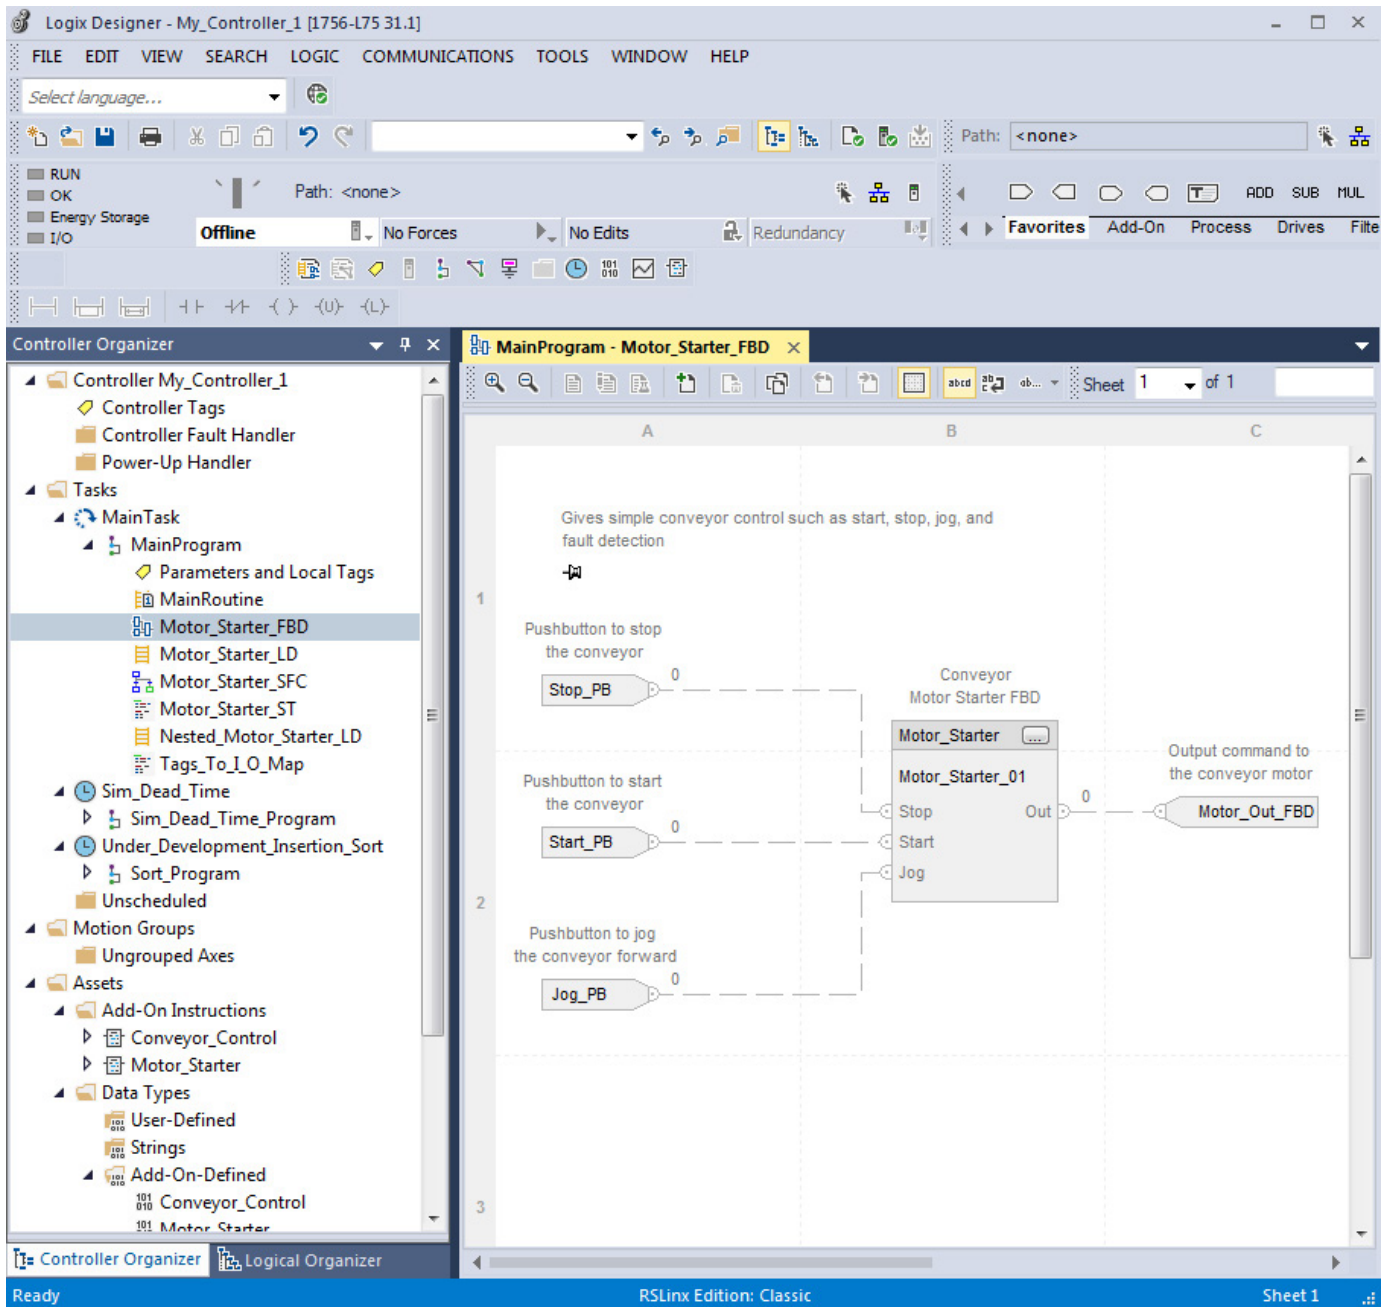 Logix Designer - My_Controller_1 [1756-L75 31.1]
FILE EDIT VIEW SEARCH LOGIC COMMUNICATIONS TOOLS WINDOW HELP
Select language...
Path: <none>
RUN
OK
Energy Storage
I/O
Path: <none>
Offline
No Forces
No Edits
Redundancy
ADD SUB MUL
Favorites Add-On Process Drives Filte
Controller Organizer
Controller My_Controller_1
Controller Tags
Controller Fault Handler
Power-Up Handler
Tasks
MainTask
MainProgram
Parameters and Local Tags
MainRoutine
Motor_Starter_FBD
Motor_Starter_LD
Motor_Starter_SFC
Motor_Starter_ST
Nested_Motor_Starter_LD
Tags_To_I_O_Map
Sim_Dead_Time
Sim_Dead_Time_Program
Under_Development_Insertion_Sort
Sort_Program
Unscheduled
Motion Groups
Ungrouped Axes
Assets
Add-On Instructions
Conveyor_Control
Motor_Starter
Data Types
User-Defined
Strings
Add-On-Defined
Conveyor_Control
Motor_Starter
Controller Organizer
Logical Organizer
MainProgram - Motor_Starter_FBD
abcd
ab...
Sheet 1 of 1
A B C
1
2
3
Gives simple conveyor control such as start, stop, jog, and
fault detection
Pushbutton to stop
the conveyor
Stop_PB
0
Pushbutton to start
the conveyor
Start_PB
0
Pushbutton to jog
the conveyor forward
Jog_PB
0
Conveyor
Motor Starter FBD
Motor_Starter ...
Motor_Starter_01
Stop Out
Start
Jog
0
Output command to
the conveyor motor
Motor_Out_FBD
Ready
RSLinx Edition: Classic
Sheet 1